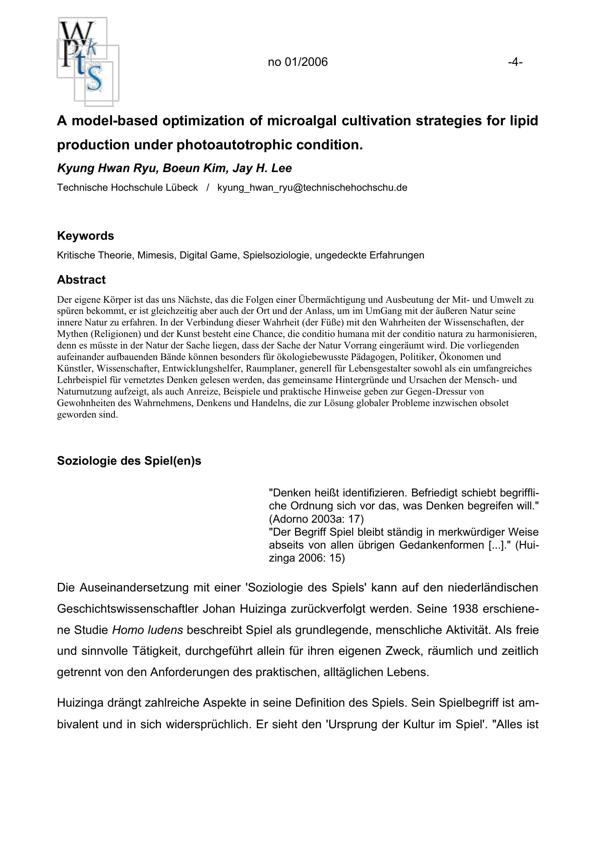 W
P k
t s
S
no 01/2006 -4-
A model-based optimization of microalgal cultivation strategies for lipid
production under photoautotrophic condition.
Kyung Hwan Ryu, Boeun Kim, Jay H. Lee
Technische Hochschule Lübeck / kyung_hwan_ryu@technischehochschu.de
Keywords
Kritische Theorie, Mimesis, Digital Game, Spielsoziologie, ungedeckte Erfahrungen
Abstract
Der eigene Körper ist das uns Nächste, das die Folgen einer Übermächtigung und Ausbeutung der Mit- und Umwelt zu
spüren bekommt, er ist gleichzeitig aber auch der Ort und der Anlass, um im UmGang mit der äußeren Natur seine
innere Natur zu erfahren. In der Verbindung dieser Wahrheit (der Füße) mit den Wahrheiten der Wissenschaften, der
Mythen (Religionen) und der Kunst besteht eine Chance, die conditio humana mit der conditio natura zu harmonisieren,
denn es müsste in der Natur der Sache liegen, dass der Sache der Natur Vorrang eingeräumt wird. Die vorliegenden
aufeinander aufbauenden Bände können besonders für ökologiebewusste Pädagogen, Politiker, Ökonomen und
Künstler, Wissenschafter, Entwicklungshelfer, Raumplaner, generell für Lebensgestalter sowohl als ein umfangreiches
Lehrbeispiel für vernetztes Denken gelesen werden, das gemeinsame Hintergründe und Ursachen der Mensch- und
Naturnutzung aufzeigt, als auch Anreize, Beispiele und praktische Hinweise geben zur Gegen-Dressur von
Gewohnheiten des Wahrnehmens, Denkens und Handelns, die zur Lösung globaler Probleme inzwischen obsolet
geworden sind.
Soziologie des Spiel(en)s
"Denken heißt identifizieren. Befriedigt schiebt begriffli-
che Ordnung sich vor das, was Denken begreifen will."
(Adorno 2003a: 17)
"Der Begriff Spiel bleibt ständig in merkwürdiger Weise
abseits von allen übrigen Gedankenformen [...]." (Hui-
zinga 2006: 15)
Die Auseinandersetzung mit einer 'Soziologie des Spiels' kann auf den niederländischen
Geschichtswissenschaftler Johan Huizinga zurückverfolgt werden. Seine 1938 erschiene-
ne Studie Homo ludens beschreibt Spiel als grundlegende, menschliche Aktivität. Als freie
und sinnvolle Tätigkeit, durchgeführt allein für ihren eigenen Zweck, räumlich und zeitlich
getrennt von den Anforderungen des praktischen, alltäglichen Lebens.
Huizinga drängt zahlreiche Aspekte in seine Definition des Spiels. Sein Spielbegriff ist am-
bivalent und in sich widersprüchlich. Er sieht den 'Ursprung der Kultur im Spiel'. "Alles ist